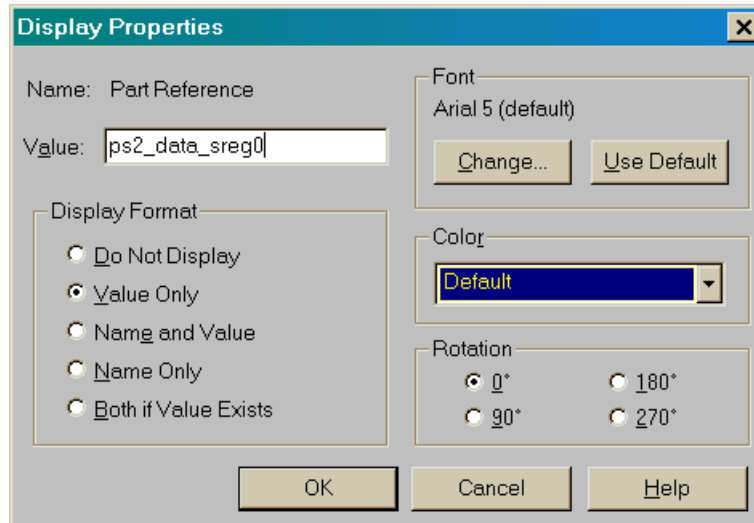 Display Properties
Name: Part Reference
Value: ps2_data_sreg0
Display Format
Do Not Display
Value Only
Name and Value
Name Only
Both if Value Exists
Font
Arial 5 (default)
Change...
Use Default
Color
Default
Rotation
0° 180°
90° 270°
OK Cancel Help